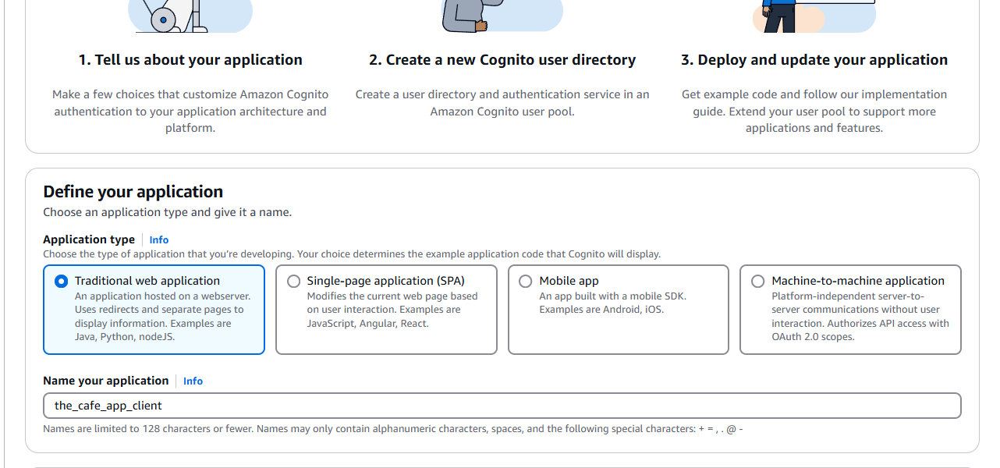 1. Tell us about your application
Make a few choices that customize Amazon Cognito
authentication to your application architecture and
platform.
2. Create a new Cognito user directory
Create a user directory and authentication service in an
Amazon Cognito user pool.
3. Deploy and update your application
Get example code and follow our implementation
guide. Extend your user pool to support more
applications and features.
Define your application
Choose an application type and give it a name.
Application type Info
Choose the type of application that you’re developing. Your choice determines the example application code that Cognito will display.
Traditional web application
An application hosted on a webserver.
Uses redirects and separate pages to
display information. Examples are
Java, Python, nodeJS.
Single-page application (SPA)
Modifies the current web page based
on user interaction. Examples are
JavaScript, Angular, React.
Mobile app
An app built with a mobile SDK.
Examples are Android, iOS.
Machine-to-machine application
Platform-independent server-to-
server communications without user
interaction. Authorizes API access with
OAuth 2.0 scopes.
Name your application Info
the_cafe_app_client
Names are limited to 128 characters or fewer. Names may only contain alphanumeric characters, spaces, and the following special characters: + = , . @ -